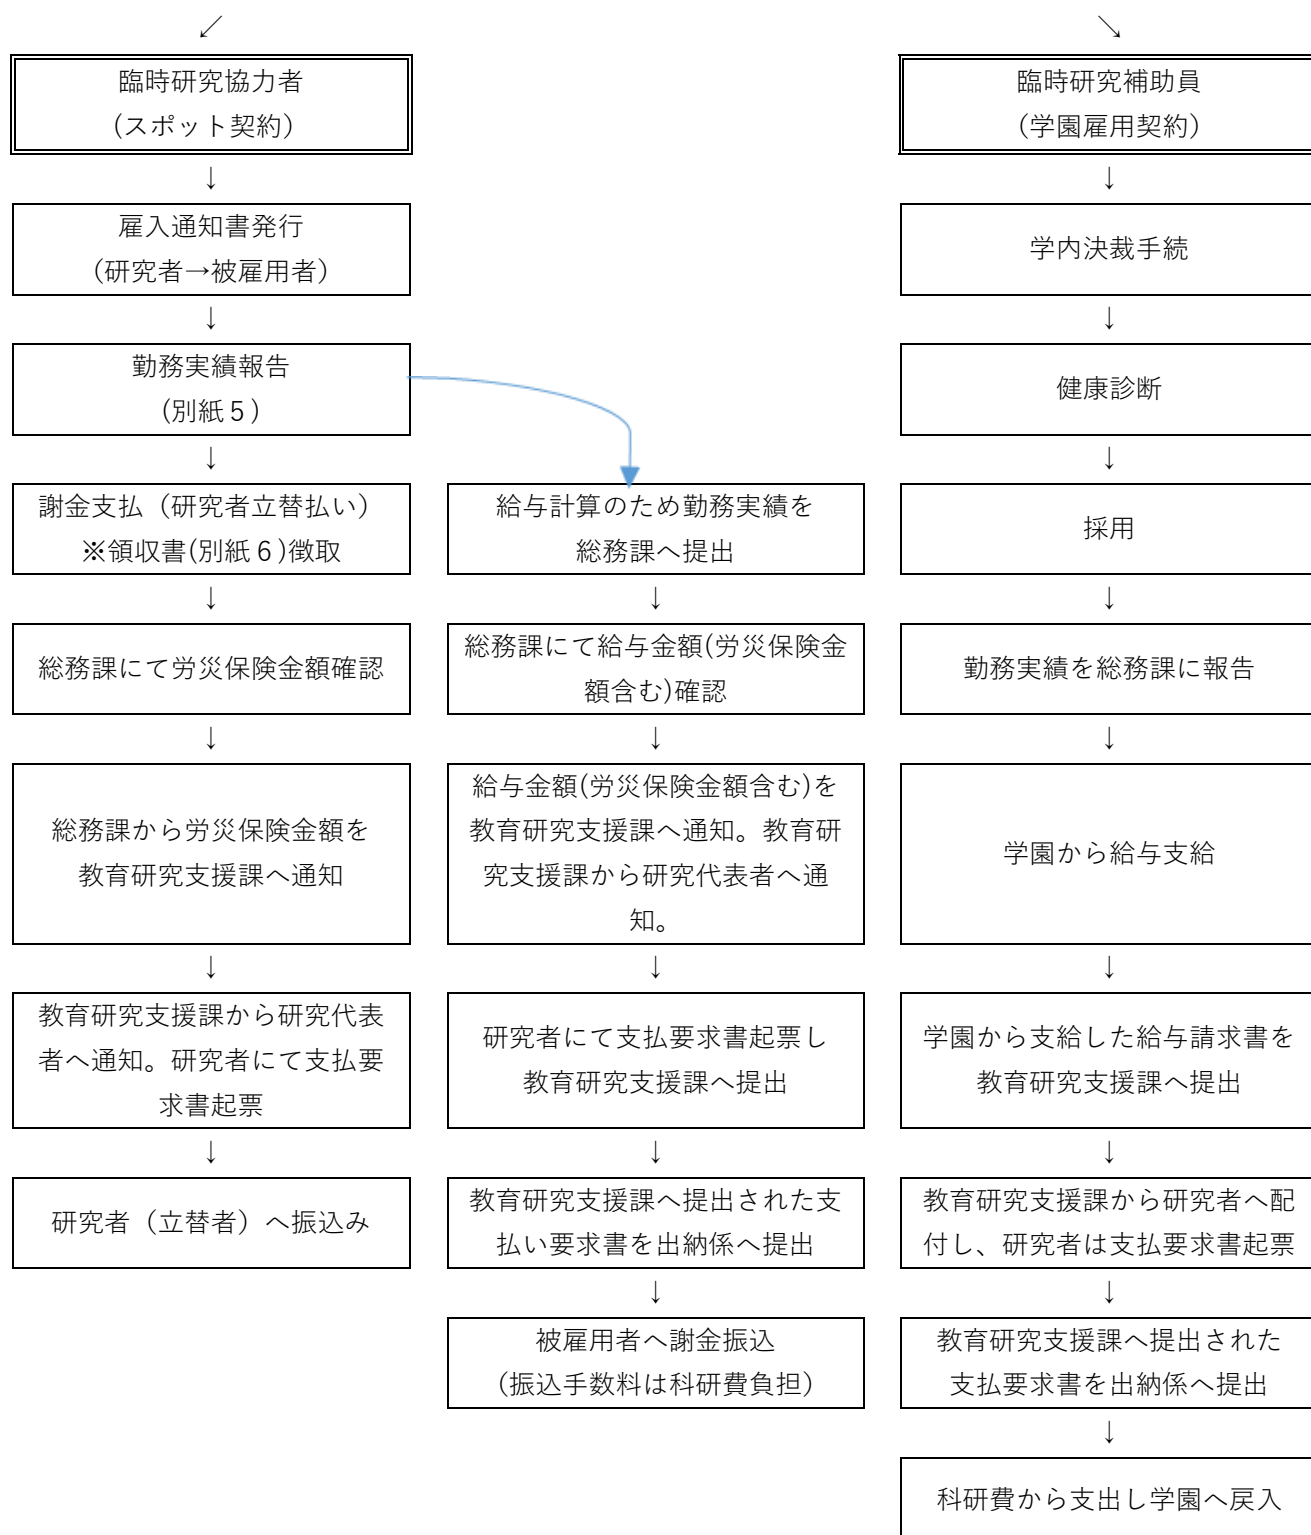 ↙
↘
臨時研究協力者
(スポット契約)
↓
雇入通知書発行
(研究者→被雇用者)
↓
勤務実績報告
(別紙5)
↓
謝金支払(研究者立替払い)
※領収書(別紙6)徴取
↓
総務課にて労災保険金額確認
↓
総務課から労災保険金額を
教育研究支援課へ通知
↓
教育研究支援課から研究代表
者へ通知。研究者にて支払要
求書起票
↓
研究者(立替者)へ振込み
給与計算のため勤務実績を
総務課へ提出
↓
総務課にて給与金額(労災保険金
額含む)確認
↓
給与金額(労災保険金額含む)を
教育研究支援課へ通知。教育研
究支援課から研究代表者へ通
知。
↓
研究者にて支払要求書起票し
教育研究支援課へ提出
↓
教育研究支援課へ提出された支
払い要求書を出納係へ提出
↓
被雇用者へ謝金振込
(振込手数料は科研費負担)
臨時研究補助員
(学園雇用契約)
↓
学内決裁手続
↓
健康診断
↓
採用
↓
勤務実績を総務課に報告
↓
学園から給与支給
↓
学園から支給した給与請求書を
教育研究支援課へ提出
↓
教育研究支援課から研究者へ配
付し、研究者は支払要求書起票
↓
教育研究支援課へ提出された
支払要求書を出納係へ提出
↓
科研費から支出し学園へ戻入